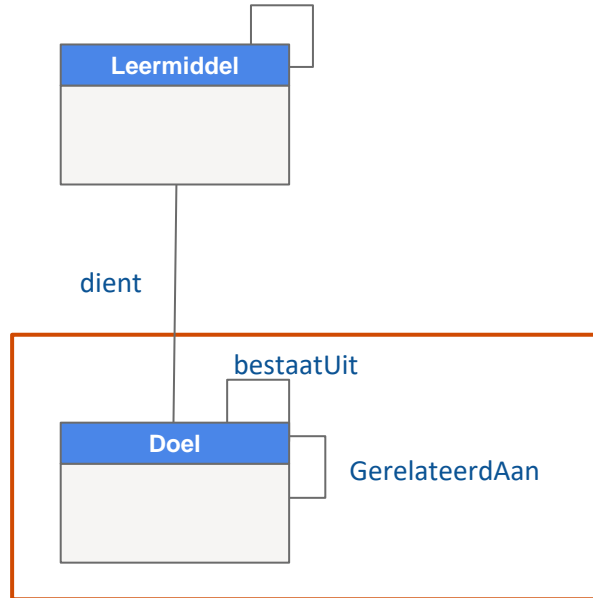 Leermiddel
dient
bestaatUit
Doel
GerelateerdAan